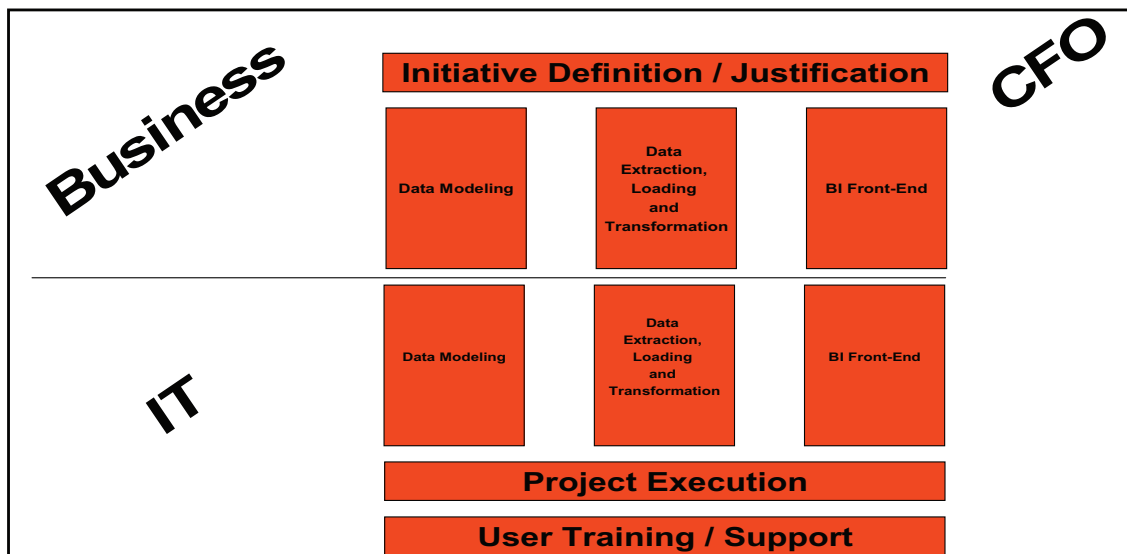 Business
CFO
Initiative Definition / Justification
Data Modeling
Data
Extraction,
Loading
and
Transformation
BI Front-End
IT
Data Modeling
Data
Extraction,
Loading
and
Transformation
BI Front-End
Project Execution
User Training / Support